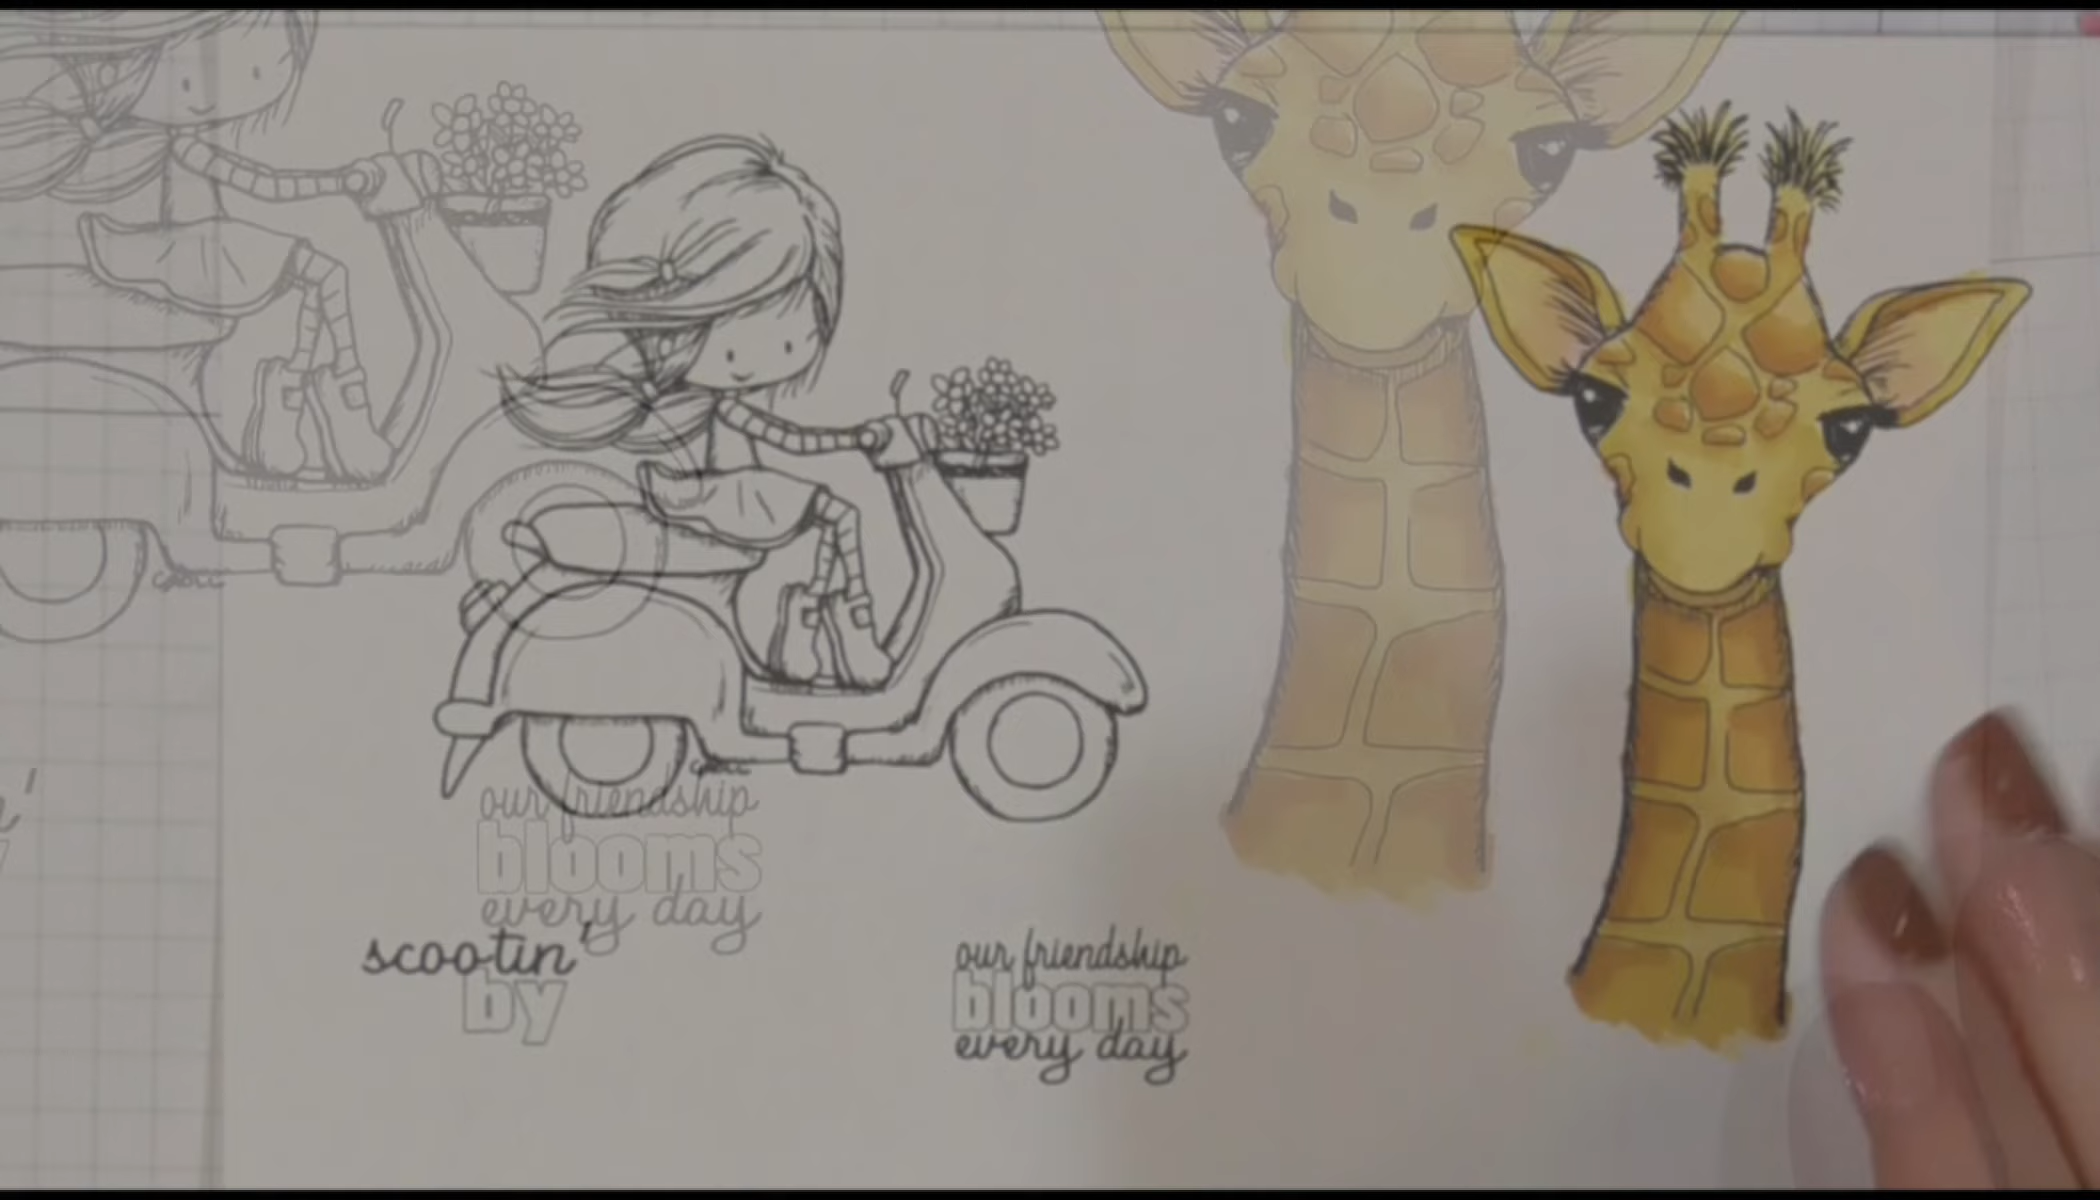 our friendship
blooms
every day
scootin'
by
our friendship
blooms
every day